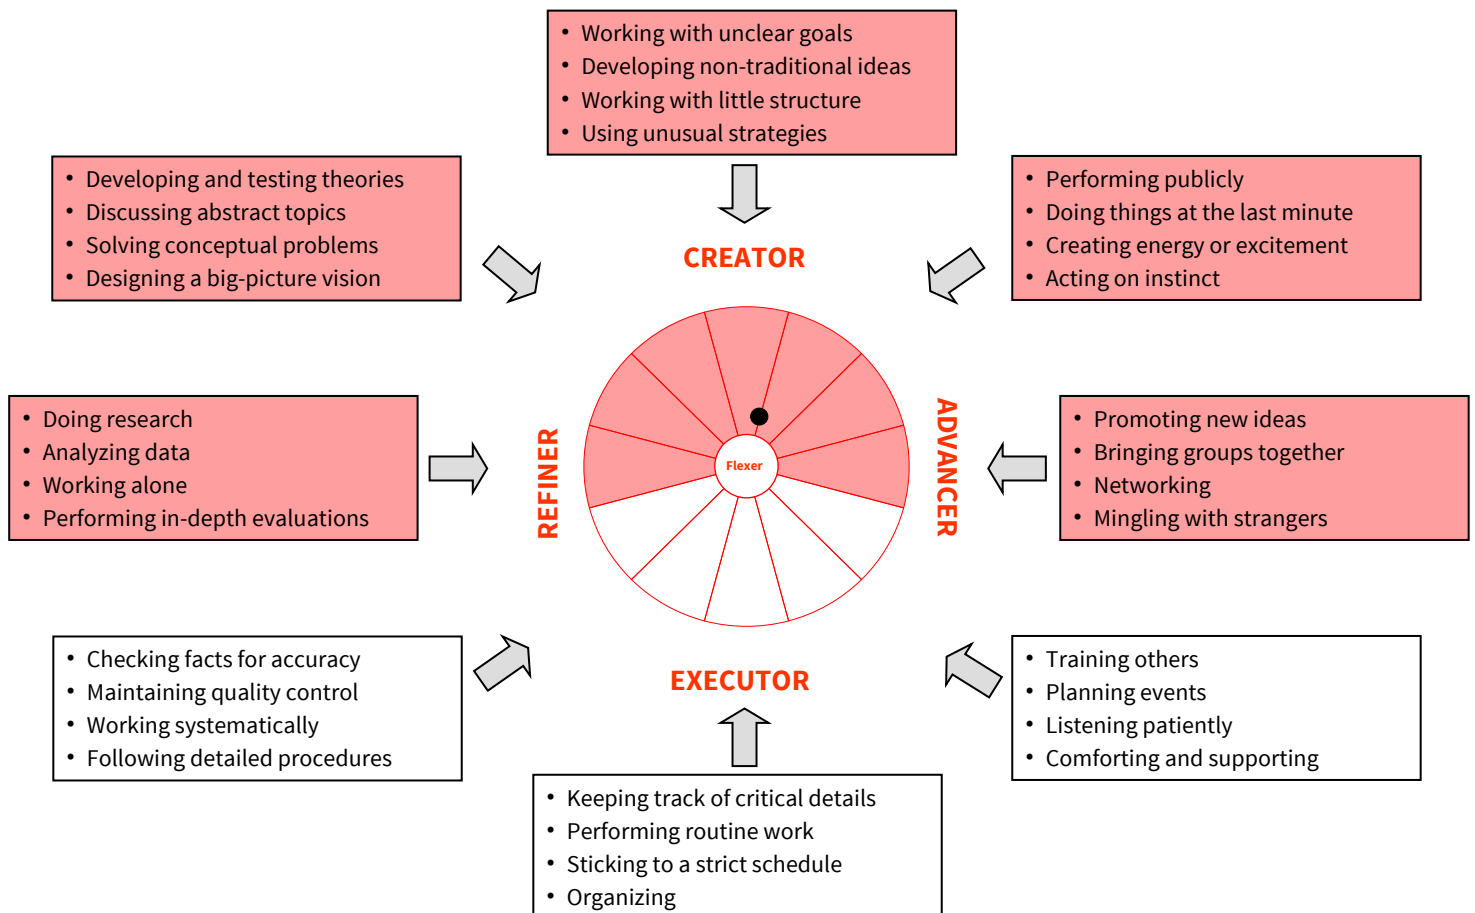 • Working with unclear goals
• Developing non-traditional ideas
• Working with little structure
• Using unusual strategies
• Developing and testing theories
• Discussing abstract topics
• Solving conceptual problems
• Designing a big-picture vision
• Performing publicly
• Doing things at the last minute
• Creating energy or excitement
• Acting on instinct
CREATOR
• Doing research
• Analyzing data
• Working alone
• Performing in-depth evaluations
REFINER
Flexer
ADVANCER
• Promoting new ideas
• Bringing groups together
• Networking
• Mingling with strangers
• Checking facts for accuracy
• Maintaining quality control
• Working systematically
• Following detailed procedures
EXECUTOR
• Training others
• Planning events
• Listening patiently
• Comforting and supporting
• Keeping track of critical details
• Performing routine work
• Sticking to a strict schedule
• Organizing